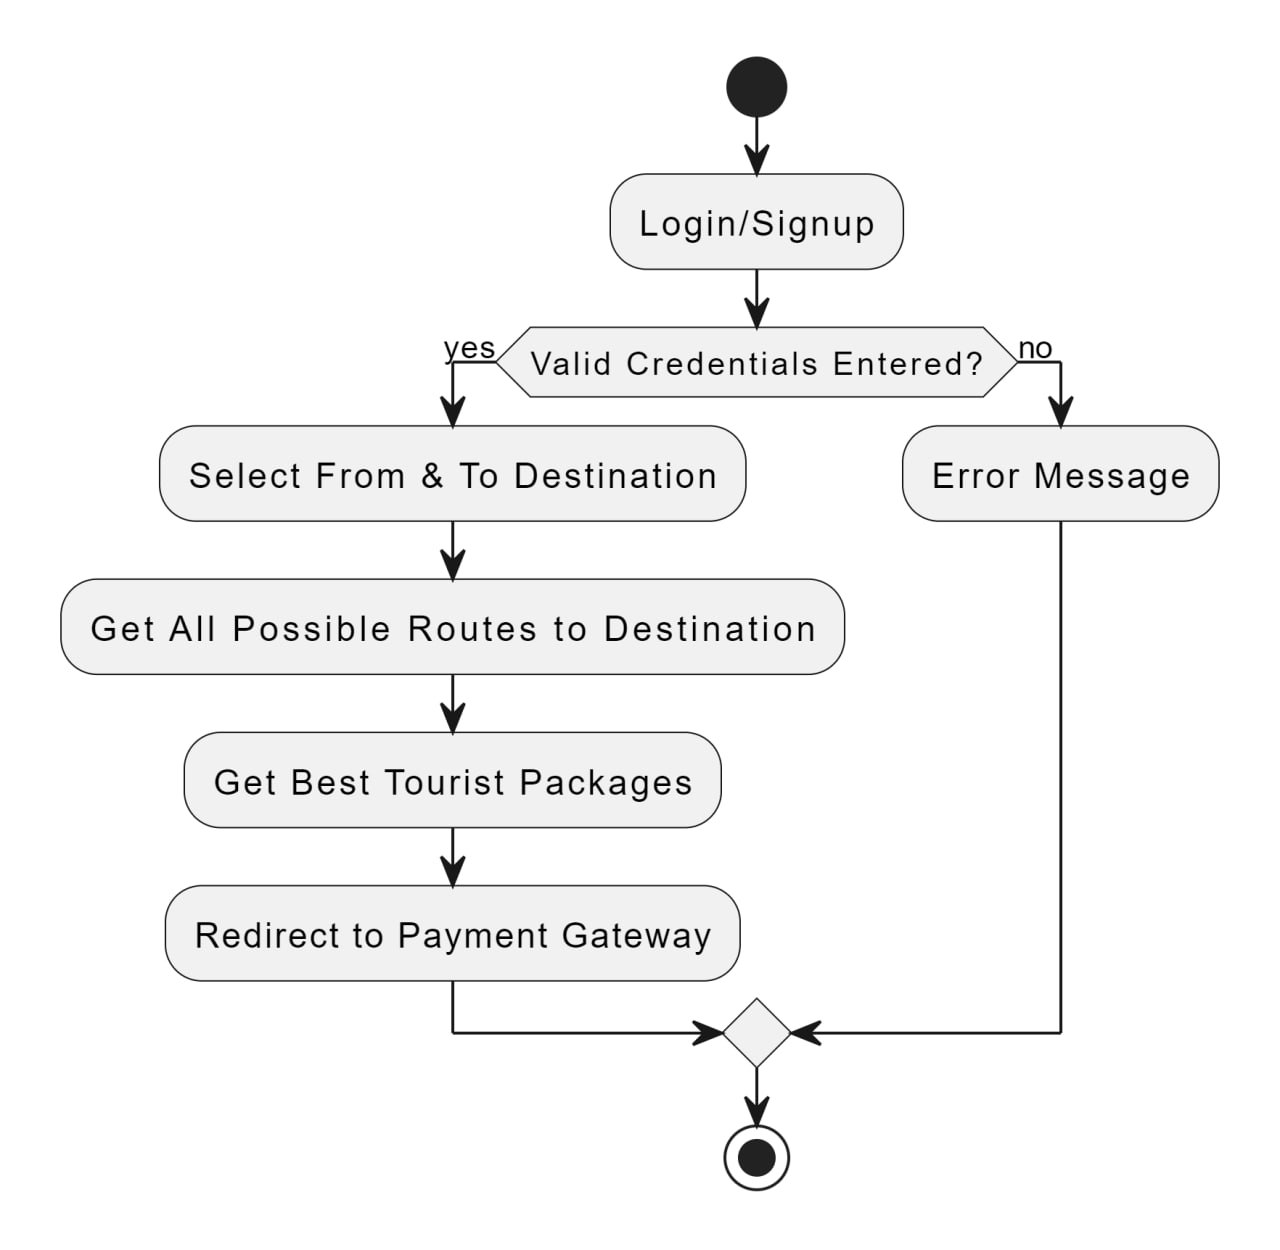 Login/Signup
yes
Valid Credentials Entered?
no
Select From & To Destination
Error Message
Get All Possible Routes to Destination
Get Best Tourist Packages
Redirect to Payment Gateway